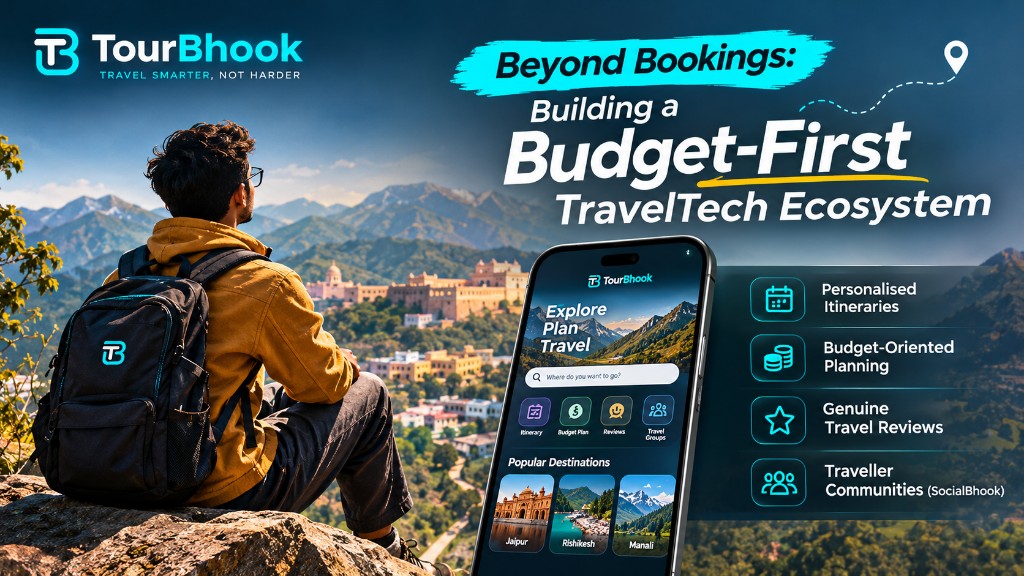 TourBhook
TRAVEL SMARTER, NOT HARDER
Beyond Bookings:
Building a
Budget-First
TravelTech Ecosystem
TB
TourBhook
Explore
Plan
Travel
Where do you want to go?
Itinerary
Budget Plan
Reviews
Travel
Groups
Popular Destinations
Jaipur
Rishikesh
Manali
Personalised
Itineraries
Budget-Oriented
Planning
Genuine
Travel Reviews
Traveller
Communities (SocialBhook)